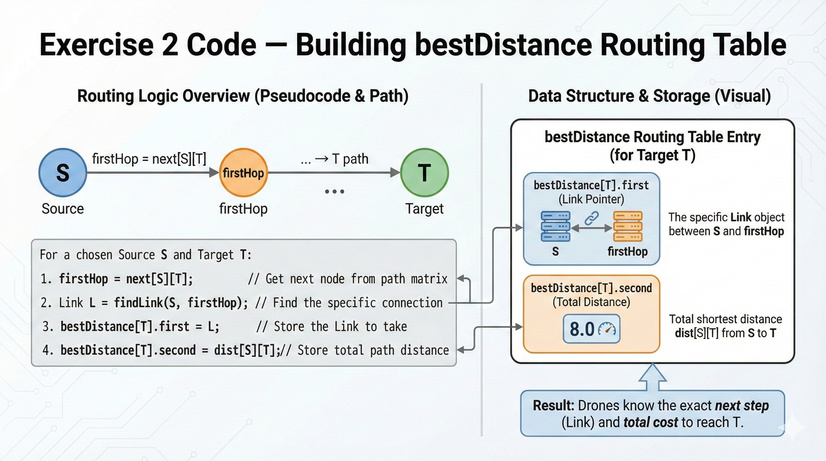 Exercise 2 Code — Building bestDistance Routing Table
Routing Logic Overview (Pseudocode & Path)
S
firstHop = next[S][T]
firstHop
... → T path
...
T
Source
firstHop
Target
For a chosen Source S and Target T:
1. firstHop = next[S][T]; // Get next node from path matrix
2. Link L = findLink(S, firstHop); // Find the specific connection
3. bestDistance[T].first = L; // Store the Link to take
4. bestDistance[T].second = dist[S][T];// Store total path distance
Data Structure & Storage (Visual)
bestDistance Routing Table Entry
(for Target T)
bestDistance[T].first
(Link Pointer)
S
firstHop
The specific Link object
between S and firstHop
bestDistance[T].second
(Total Distance)
8.0
Total shortest distance
dist[S][T] from S to T
Result: Drones know the exact next step
(Link) and total cost to reach T.